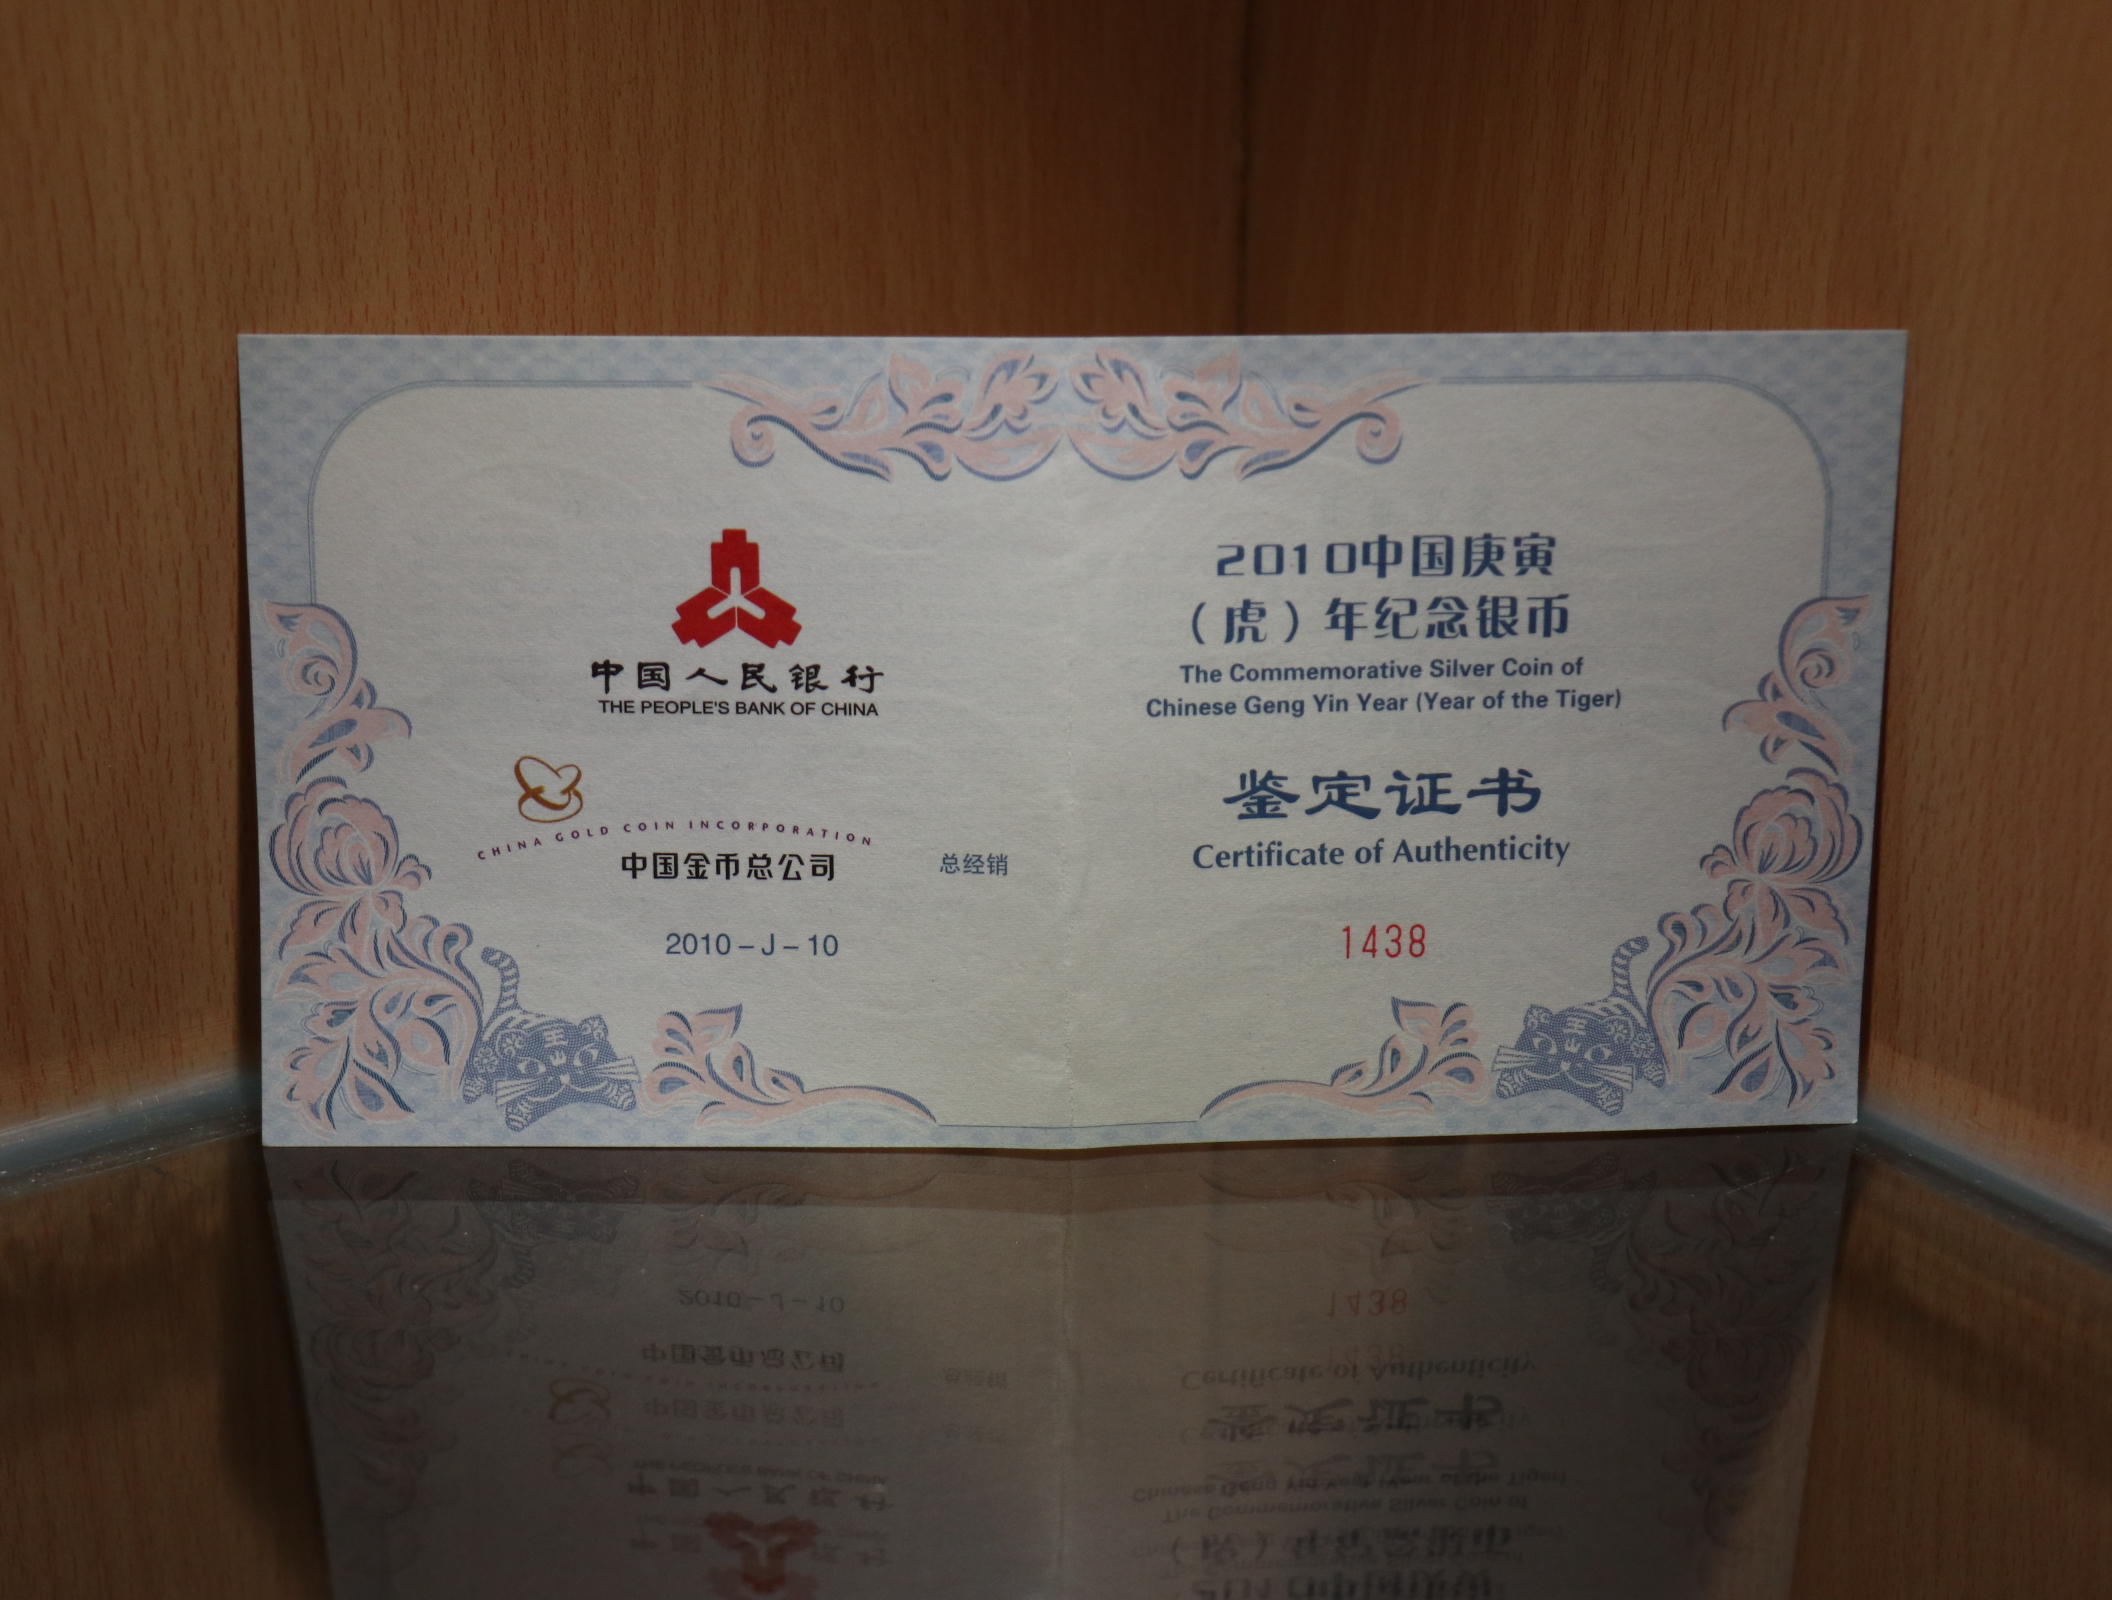 中国人民银行
THE PEOPLE'S BANK OF CHINA
CHINA GOLD COIN INCORPORATION
中国金币总公司
总经销
2010-J-10
2010中国庚寅
（虎）年纪念银币
The Commemorative Silver Coin of
Chinese Geng Yin Year (Year of the Tiger)
鉴定证书
Certificate of Authenticity
1438